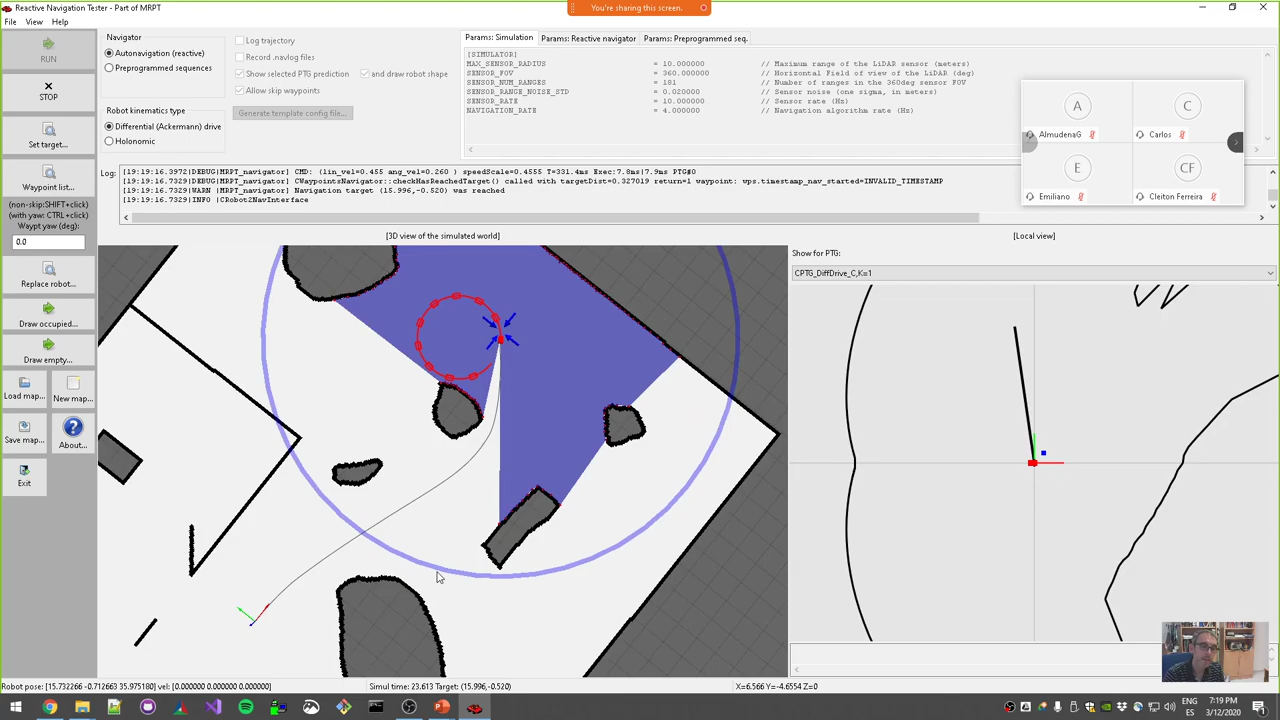 Reactive Navigation Tester - Part of MRPT
You're sharing this screen.
File View Help
RUN
STOP
Set target...
Waypoint list...
(non-skip:SHIFT+click)
(with yaw: CTRL+click)
Waypt yaw (deg):
0.0
Replace robot...
Draw occupied...
Draw empty...
Load map...
New map...
Save map...
About...
Exit
Navigator
Autonavigation (reactive)
Preprogrammed sequences
Robot kinematics type
Differential (Ackermann) drive
Holonomic
Log trajectory
Record .navlog files
Show selected PTG prediction
and draw robot shape
Allow skip waypoints
Generate template config file...
Params: Simulation
Params: Reactive navigator
Params: Preprogrammed seq.
[SIMULATOR]
MAX_SENSOR_RADIUS = 10.000000 // Maximum range of the LiDAR sensor (meters)
SENSOR_FOV = 360.000000 // Horizontal Field of view of the LiDAR (deg)
SENSOR_NUM_RANGES = 181 // Number of ranges in the 360deg sensor FOV
SENSOR_RANGE_NOISE_STD = 0.020000 // Sensor noise (one sigma, in meters)
SENSOR_RATE = 10.000000 // Sensor rate (Hz)
NAVIGATION_RATE = 4.000000 // Navigation algorithm rate (Hz)
A
AlmudenaG
C
Carlos
E
Emiliano
CF
Cleiton Ferreira
Log:
[19:19:16.3972|DEBUG|MRPT_navigator] CMD: (lin_vel=0.455 ang_vel=0.260 ) speedScale=0.4555 T=331.4ms Exec:7.8ms|7.9ms PTG#0
[19:19:16.7329|DEBUG|MRPT_navigator] CWaypointsNavigator::checkHasReachedTarget() called with targetDist=0.327019 return=1 waypoint: wps.timestamp_nav_started=INVALID_TIMESTAMP
[19:19:16.7329|WARN |MRPT_navigator] Navigation target (15.996,-0.520) was reached
[19:19:16.7329|INFO |CRobot2NavInterface
[3D view of the simulated world]
[Local view]
Show for PTG:
CPTG_DiffDrive_C,K=1
Robot pose: [15.732266 -0.712663 35.975180] vel: [0.000000 0.000000 0.000000]
Simul time: 23.613 Target: (15.996,-0.520)
X=6.566 Y=-4.6554 Z=0
ENG
ES
7:19 PM
3/12/2020
1